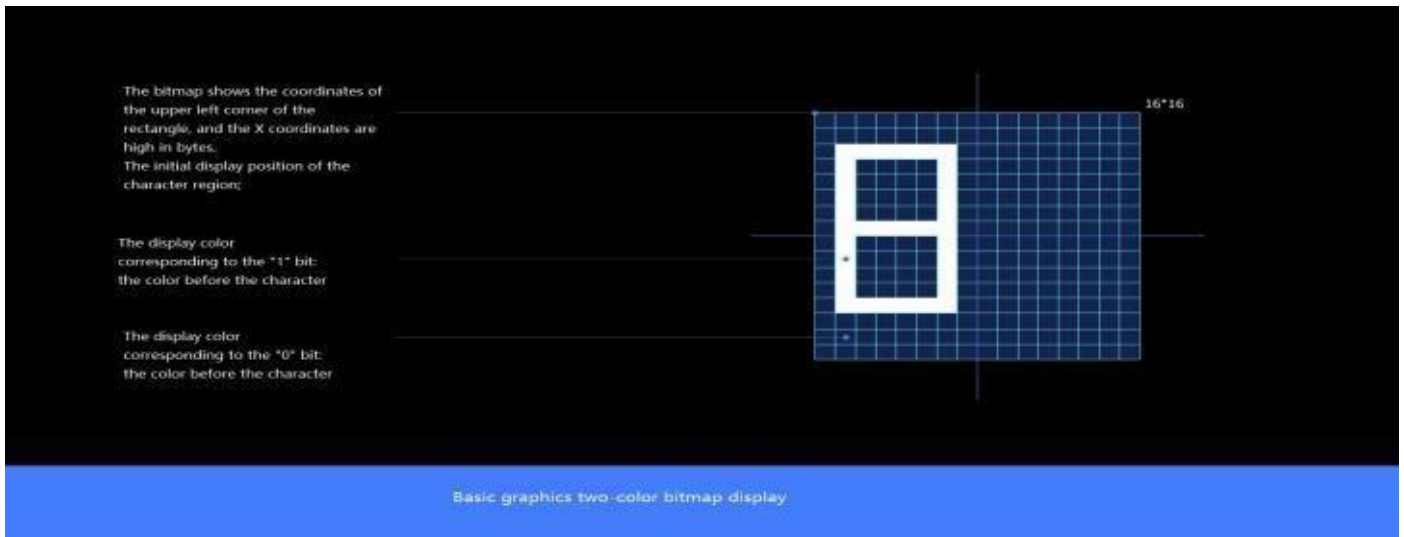 The bitmap shows the coordinates of
the upper left corner of the
rectangle, and the X coordinates are
high in bytes.
The initial display position of the
character region;
16*16
The display color
corresponding to the "1" bit:
the color before the character
The display color
corresponding to the "0" bit:
the color before the character
Basic graphics two-color bitmap display